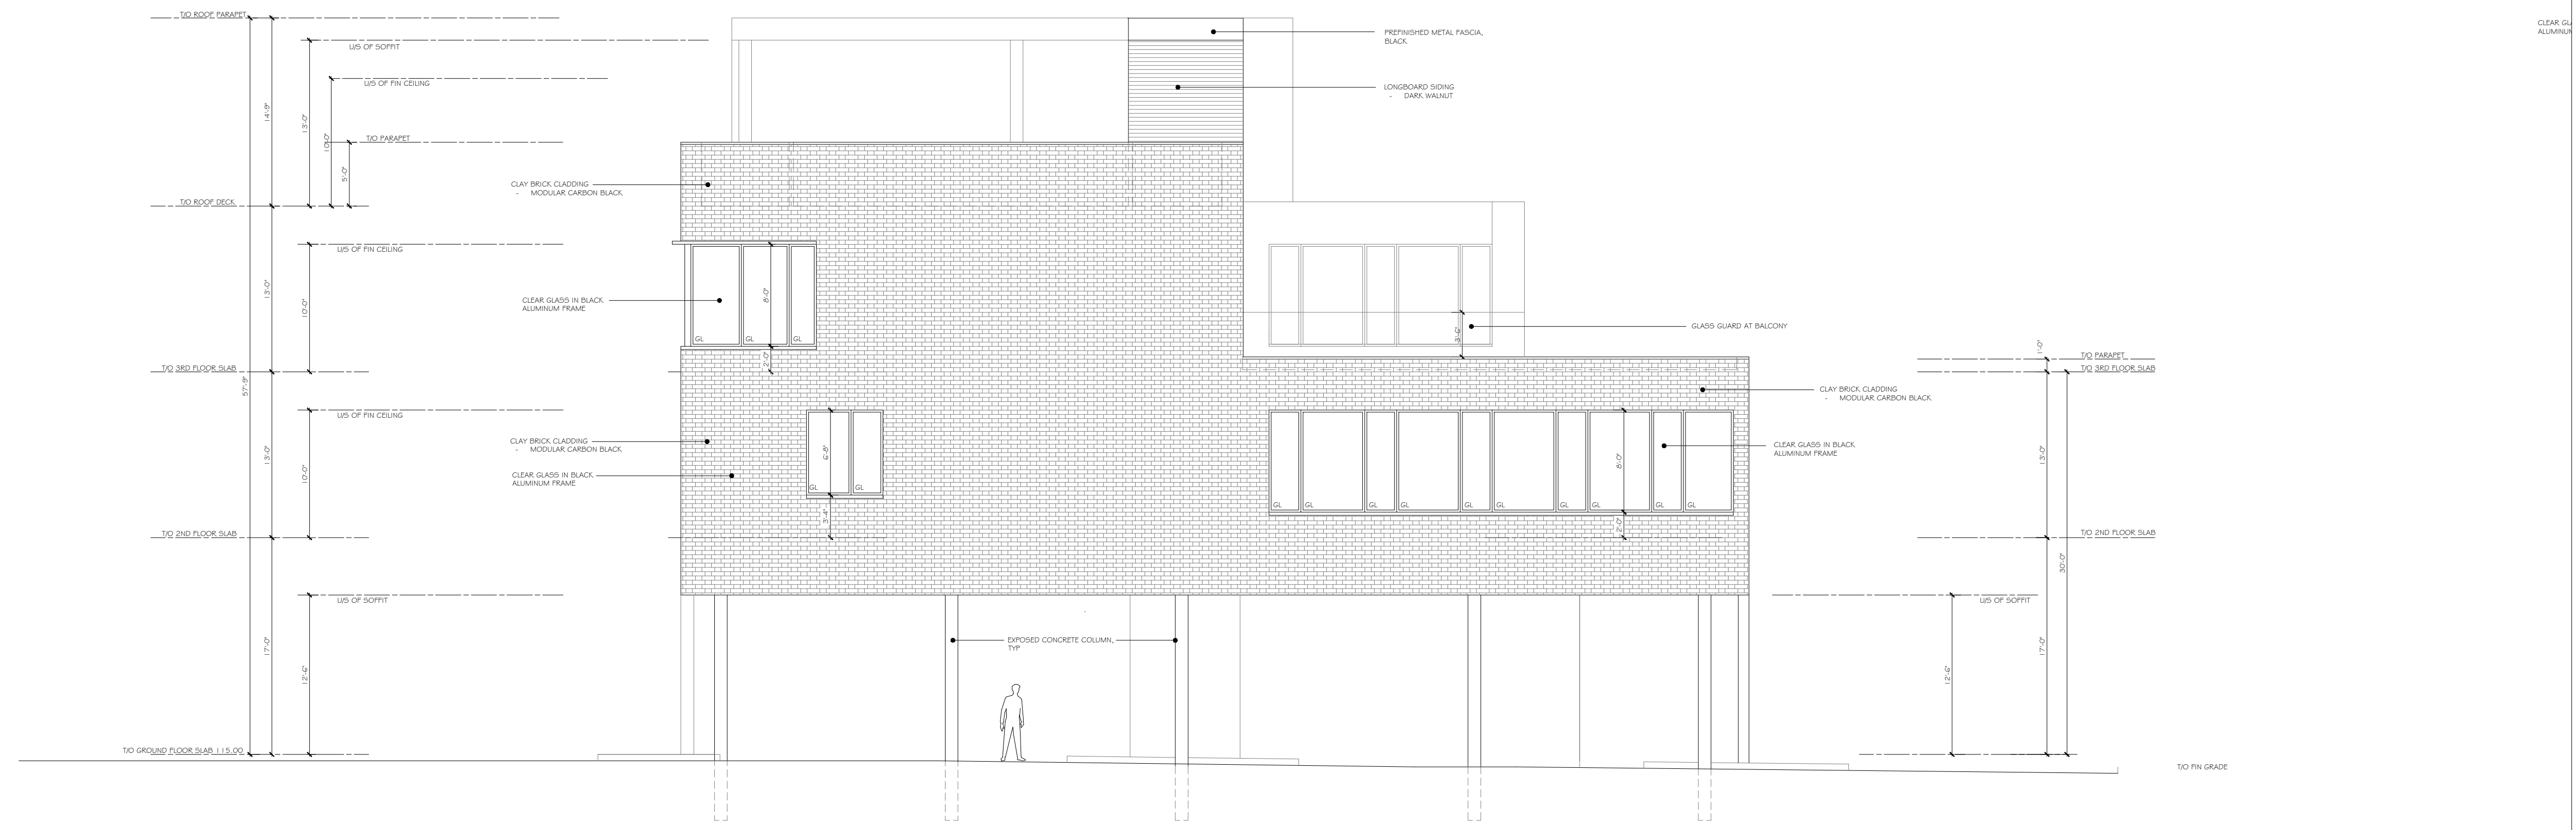 T/O ROOF PARAPET
U/S OF SOFFIT
U/S OF FIN CEILING
T/O PARAPET
T/O ROOF DECK
U/S OF FIN CEILING
T/O 3RD FLOOR SLAB
U/S OF FIN CEILING
T/O 2ND FLOOR SLAB
U/S OF SOFFIT
T/O GROUND FLOOR SLAB 115.00
57'-9"
14'-9"
13'-0"
13'-0"
17'-0"
13'-0"
10'-0"
5'-0"
10'-0"
10'-0"
12'-6"
CLAY BRICK CLADDING
- MODULAR CARBON BLACK
CLEAR GLASS IN BLACK
ALUMINUM FRAME
CLAY BRICK CLADDING
- MODULAR CARBON BLACK
CLEAR GLASS IN BLACK
ALUMINUM FRAME
GL
GL
GL
8'-0"
2'-0"
GL
GL
6'-8"
3'-4"
EXPOSED CONCRETE COLUMN,
TYP
PREFINISHED METAL FASCIA,
BLACK
LONGBOARD SIDING
- DARK WALNUT
3'-6"
GLASS GUARD AT BALCONY
CLAY BRICK CLADDING
- MODULAR CARBON BLACK
CLEAR GLASS IN BLACK
ALUMINUM FRAME
GL
GL
GL
GL
GL
GL
GL
GL
GL
GL
8'-0"
2'-0"
1'-0"
T/O PARAPET
T/O 3RD FLOOR SLAB
13'-0"
T/O 2ND FLOOR SLAB
30'-0"
U/S OF SOFFIT
17'-0"
12'-6"
T/O FIN GRADE
CLEAR